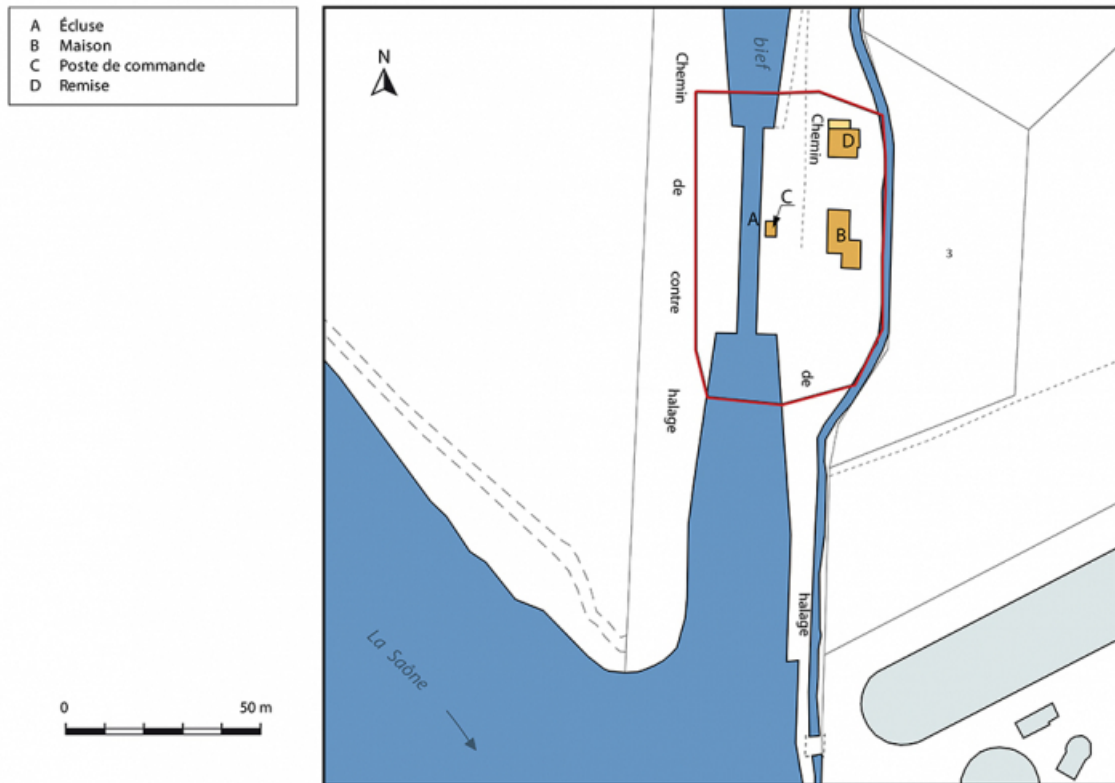 A Écluse
B Maison
C Poste de commande
D Remise
N
bief
Chemin
de
contre
halage
Chemin
de
halage
D
C
A
B
3
La Saône
0 50 m